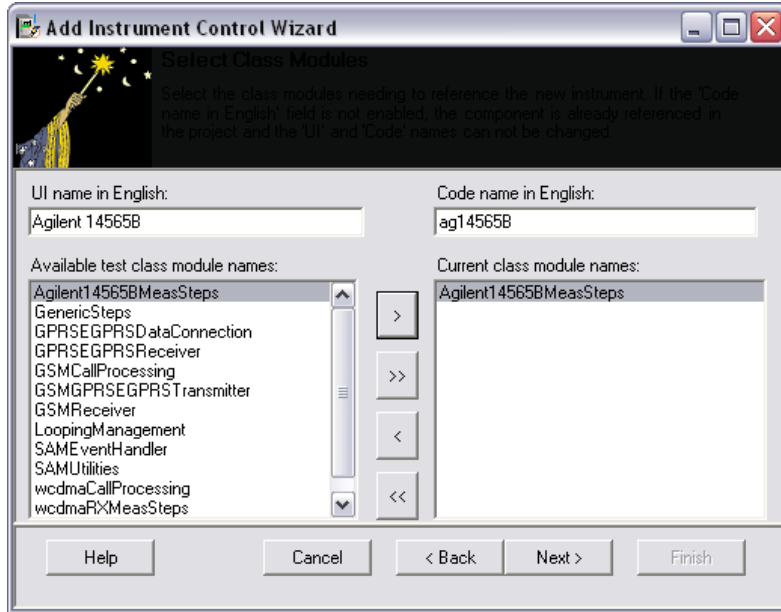 Add Instrument Control Wizard
Select Class Modules
Select the class modules needing to reference the new instrument. If the 'Code
name in English' field is not enabled, the component is already referenced in
the project and the 'UI' and 'Code' names can not be changed.
UI name in English:
Agilent 14565B
Code name in English:
ag14565B
Available test class module names:
Agilent14565BMeasSteps
GenericSteps
GPRSEGPRSDataConnection
GPRSEGPRSReceiver
GSMCallProcessing
GSMGPRSEGPRSTransmitter
GSMReceiver
LoopingManagement
SAMEventHandler
SAMUtilities
wcdmaCallProcessing
wcdmaRXMeasSteps
>
>>
<
<<
Current class module names:
Agilent14565BMeasSteps
Help
Cancel
< Back
Next >
Finish